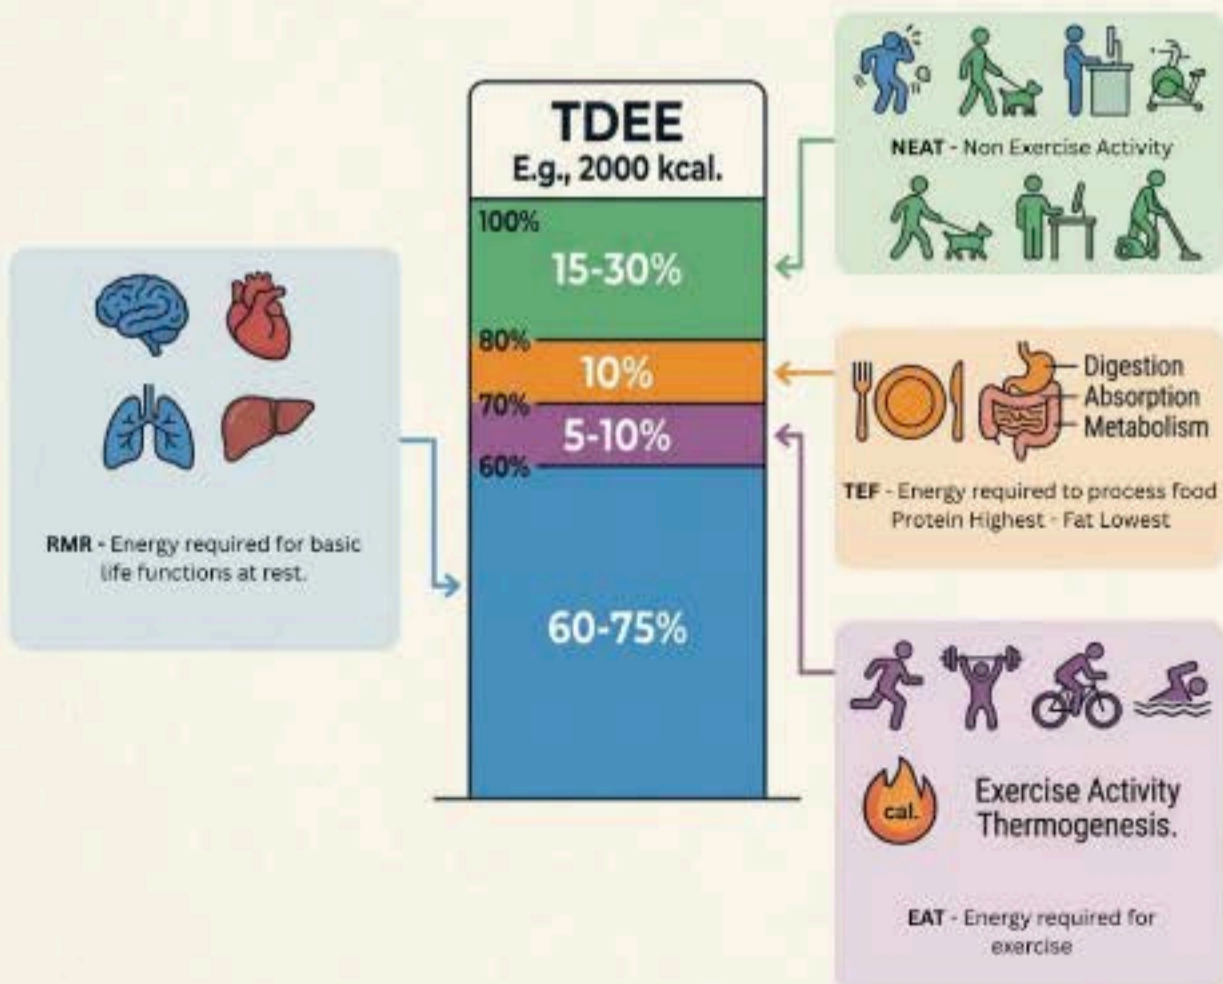 TDEE
E.g., 2000 kcal.
100%
15-30%
80%
10%
70%
5-10%
60%
60-75%
RMR - Energy required for basic
life functions at rest.
NEAT - Non Exercise Activity
Digestion
Absorption
Metabolism
TEF - Energy required to process food
Protein Highest - Fat Lowest
cal.
Exercise Activity
Thermogenesis.
EAT - Energy required for
exercise